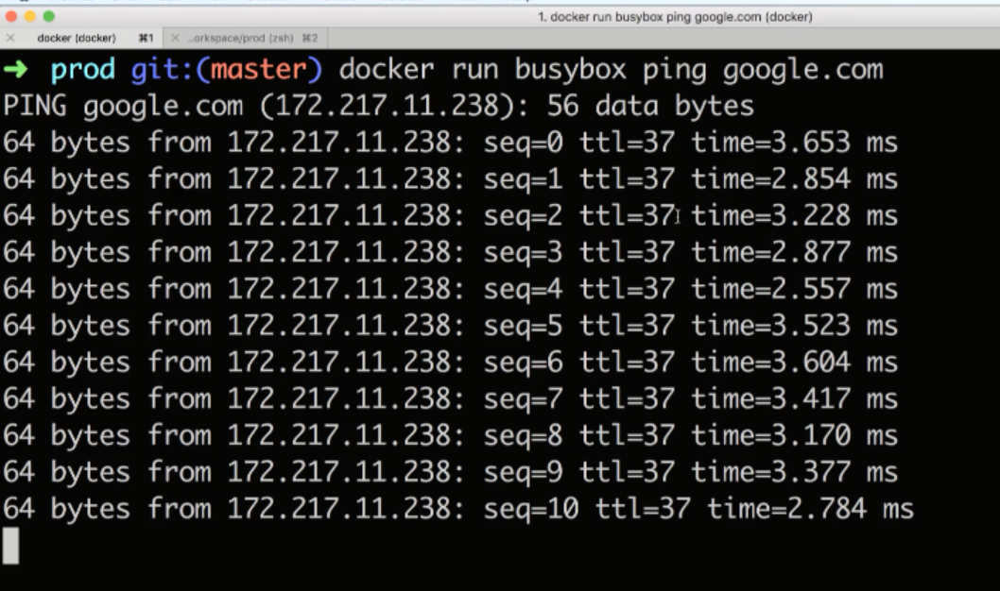 1. docker run busybox ping google.com (docker)
docker (docker) ⌘1 ..orkspace/prod (zsh) ⌘2
➜ prod git:(master) docker run busybox ping google.com
PING google.com (172.217.11.238): 56 data bytes
64 bytes from 172.217.11.238: seq=0 ttl=37 time=3.653 ms
64 bytes from 172.217.11.238: seq=1 ttl=37 time=2.854 ms
64 bytes from 172.217.11.238: seq=2 ttl=37 time=3.228 ms
64 bytes from 172.217.11.238: seq=3 ttl=37 time=2.877 ms
64 bytes from 172.217.11.238: seq=4 ttl=37 time=2.557 ms
64 bytes from 172.217.11.238: seq=5 ttl=37 time=3.523 ms
64 bytes from 172.217.11.238: seq=6 ttl=37 time=3.604 ms
64 bytes from 172.217.11.238: seq=7 ttl=37 time=3.417 ms
64 bytes from 172.217.11.238: seq=8 ttl=37 time=3.170 ms
64 bytes from 172.217.11.238: seq=9 ttl=37 time=3.377 ms
64 bytes from 172.217.11.238: seq=10 ttl=37 time=2.784 ms